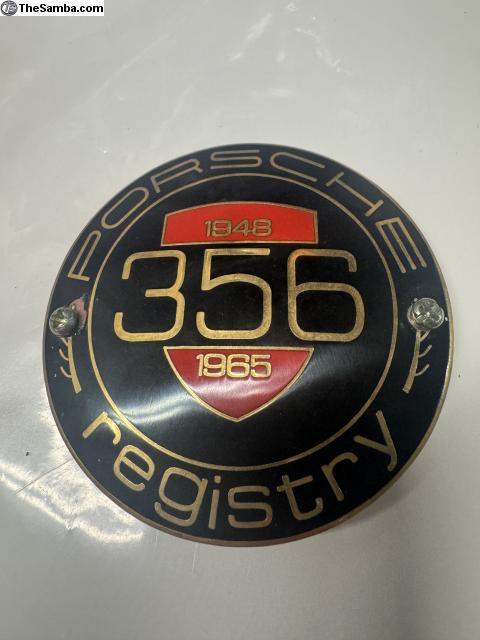 TheSamba.com
PORSCHE
1948
356
1965
registry